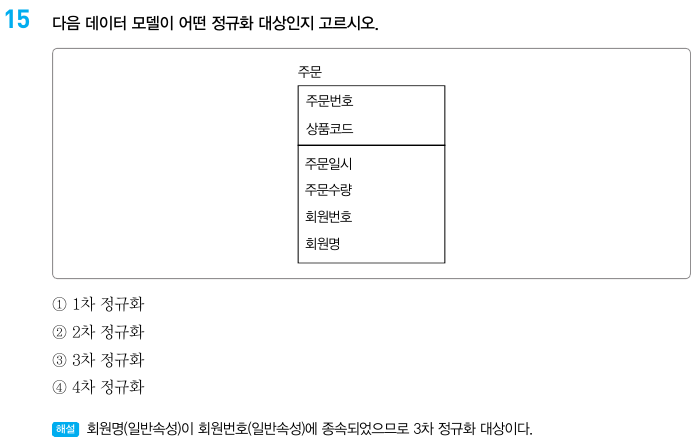 15 다음 데이터 모델이 어떤 정규화 대상인지 고르시오.
주문
주문번호
상품코드
주문일시
주문수량
회원번호
회원명
① 1차 정규화
② 2차 정규화
③ 3차 정규화
④ 4차 정규화
해설 회원명(일반속성)이 회원번호(일반속성)에 종속되었으므로 3차 정규화 대상이다.